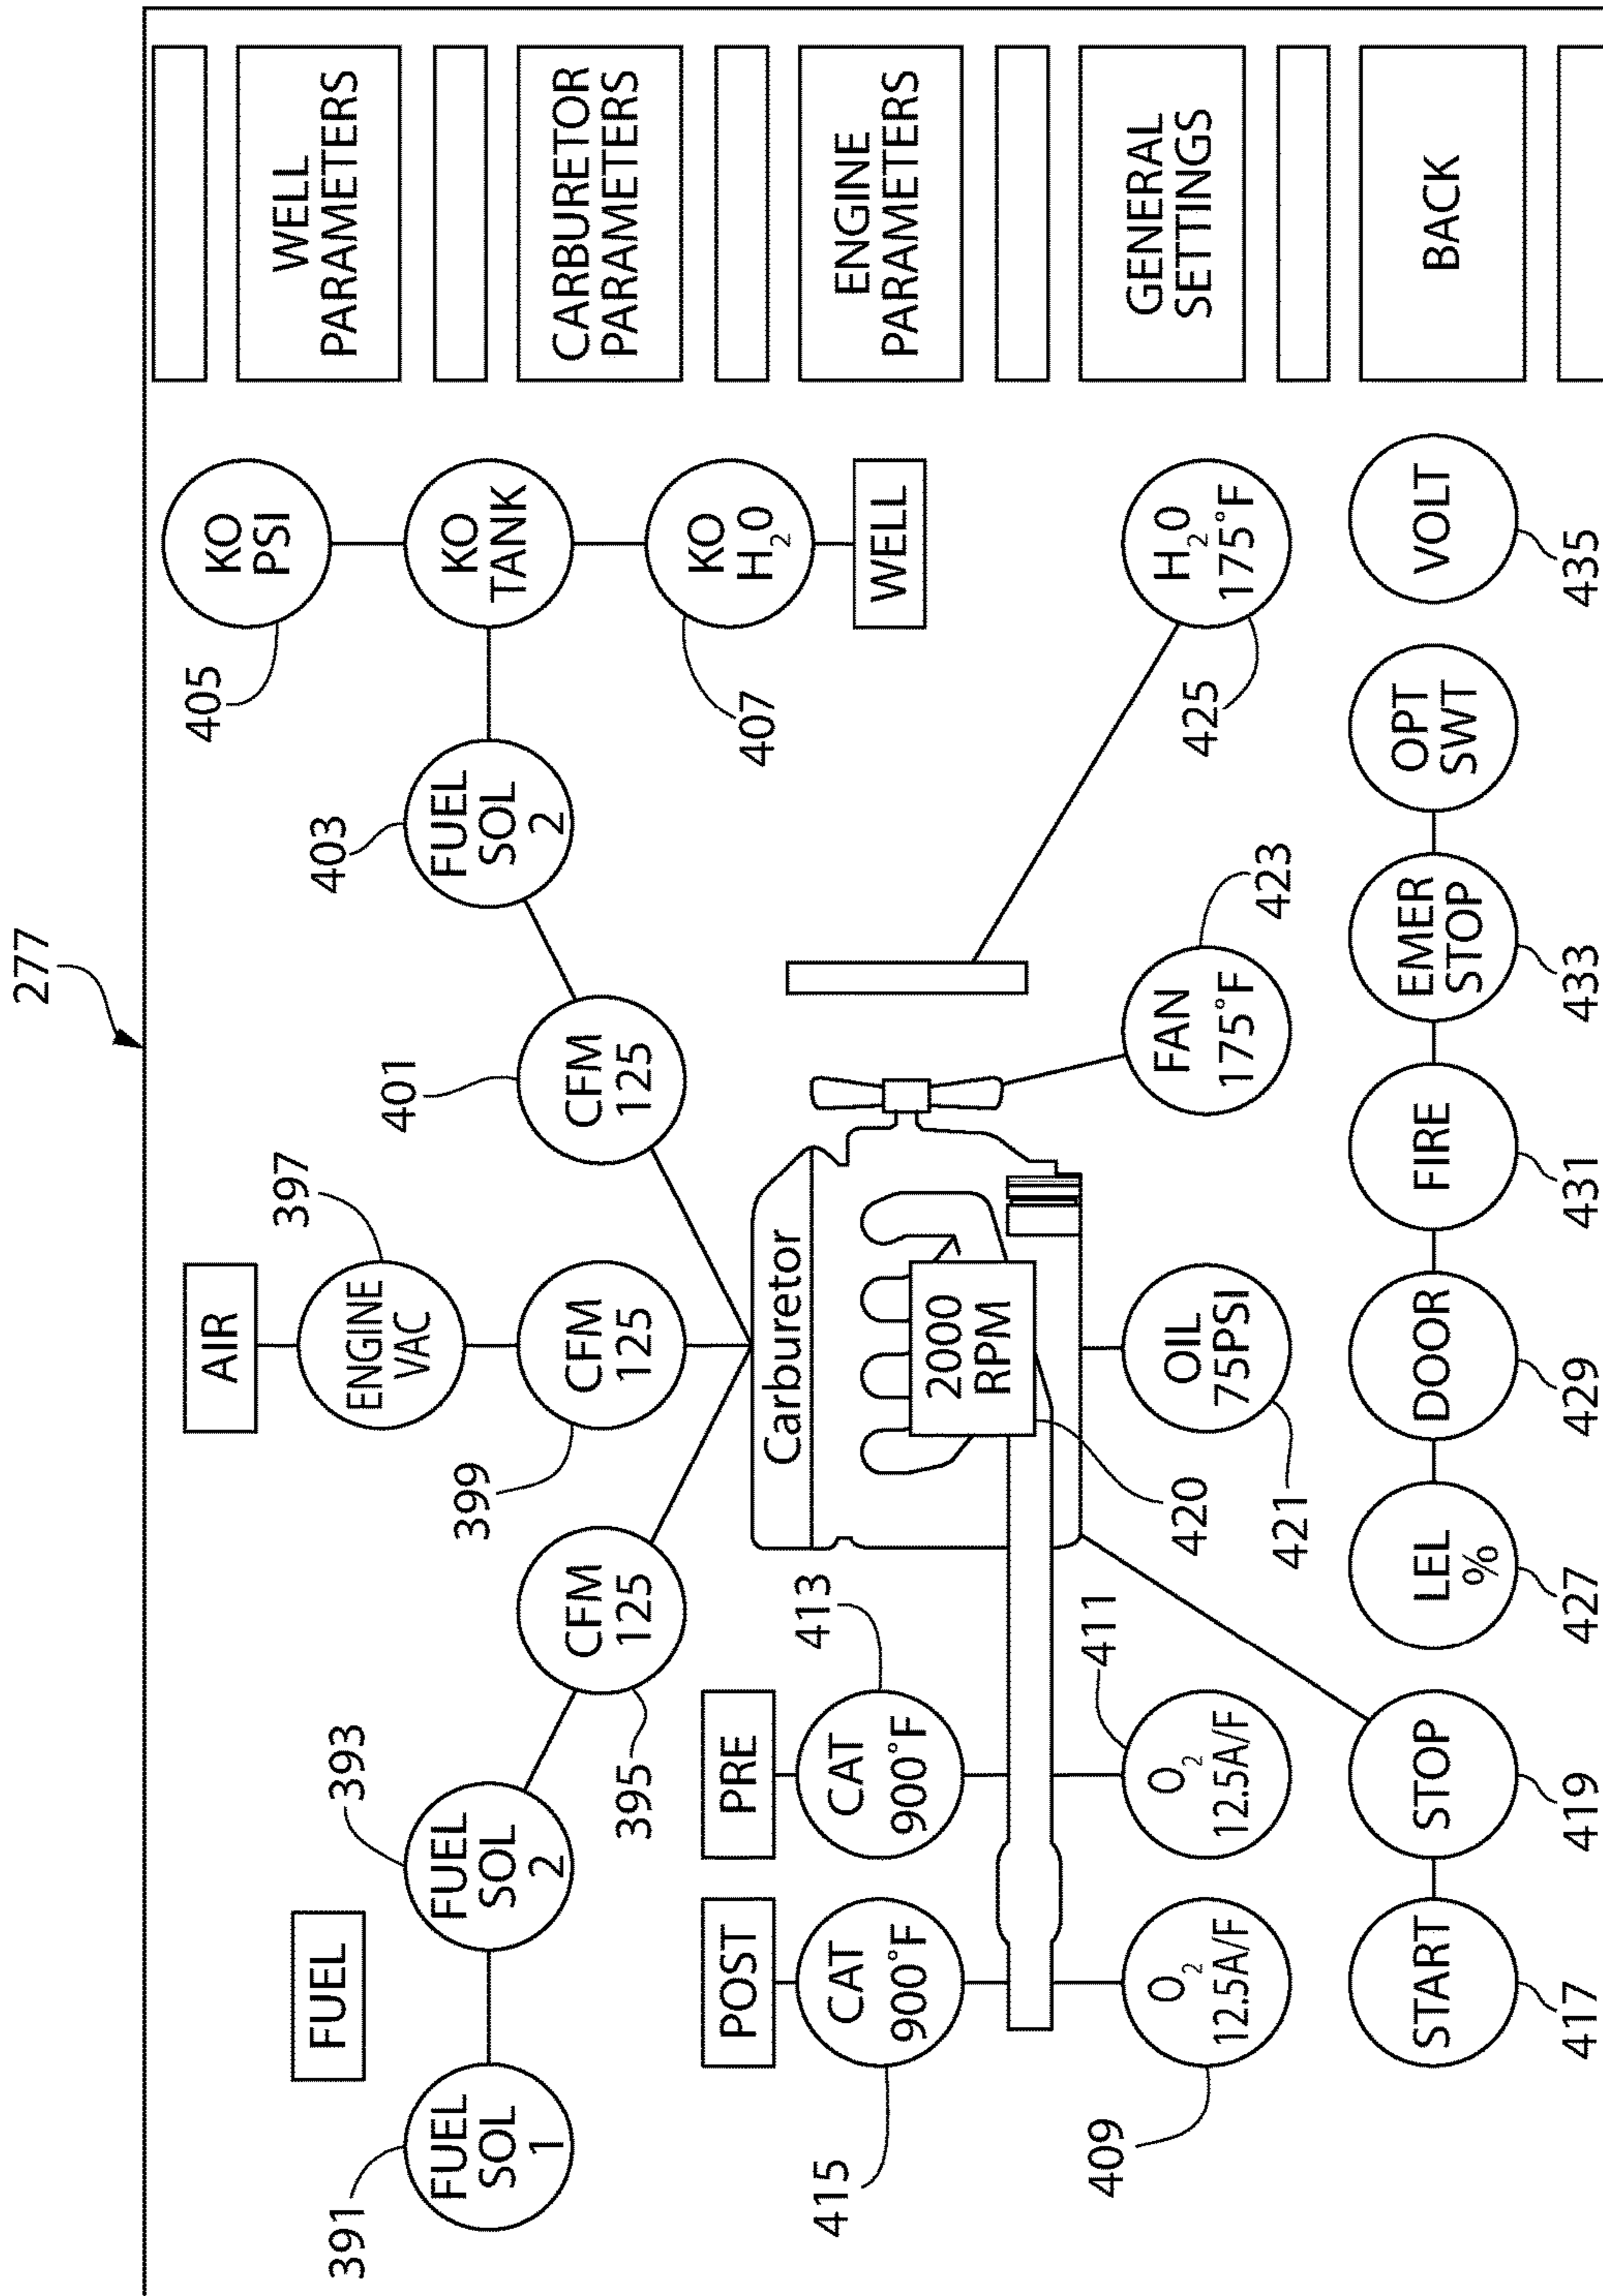 277
FUEL
AIR
391
FUEL
SOL
1
393
FUEL
SOL
2
395
CFM
125
397
ENGINE
VAC
399
CFM
125
401
CFM
125
403
FUEL
SOL
2
405
KO
PSI
KO
TANK
407
KO
H₂0
WELL
POST
PRE
415
CAT
900°F
413
CAT
900°F
409
O₂
12.5A/F
411
O₂
12.5A/F
Carburetor
2000
RPM
420
OIL
75PSI
421
FAN
175°F
423
H₂0
175°F
425
START
417
STOP
419
LEL
%
427
DOOR
429
FIRE
431
EMER
STOP
433
OPT
SWT
VOLT
435
WELL
PARAMETERS
CARBURETOR
PARAMETERS
ENGINE
PARAMETERS
GENERAL
SETTINGS
BACK